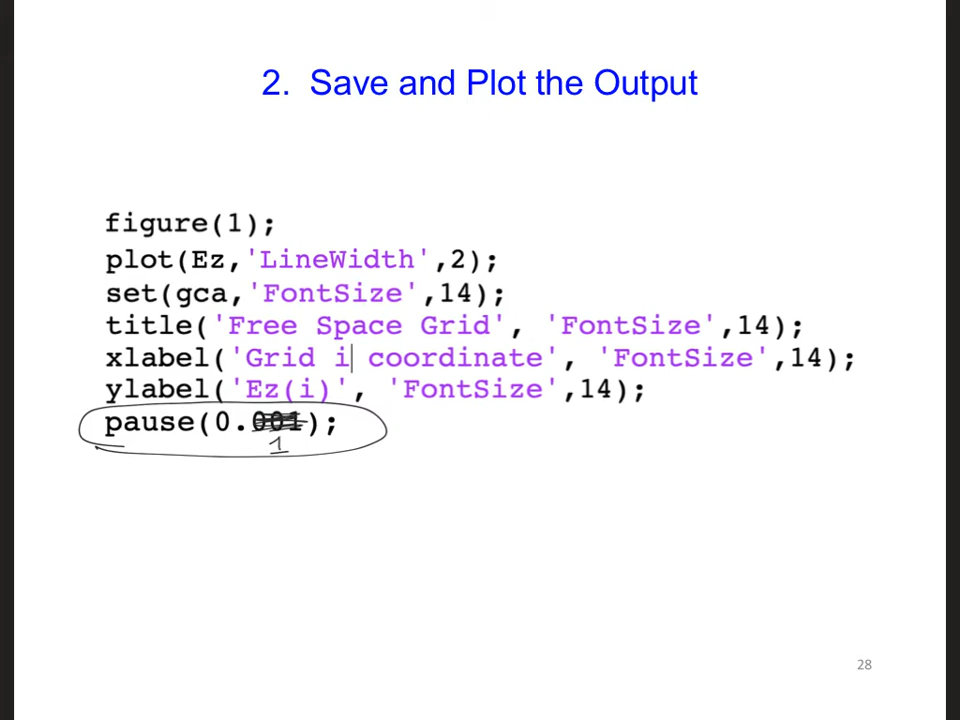 2. Save and Plot the Output
figure(1);
plot(Ez,'LineWidth',2);
set(gca,'FontSize',14);
title('Free Space Grid', 'FontSize',14);
xlabel('Grid i coordinate', 'FontSize',14);
ylabel('Ez(i)', 'FontSize',14);
pause(0.001);
1
28